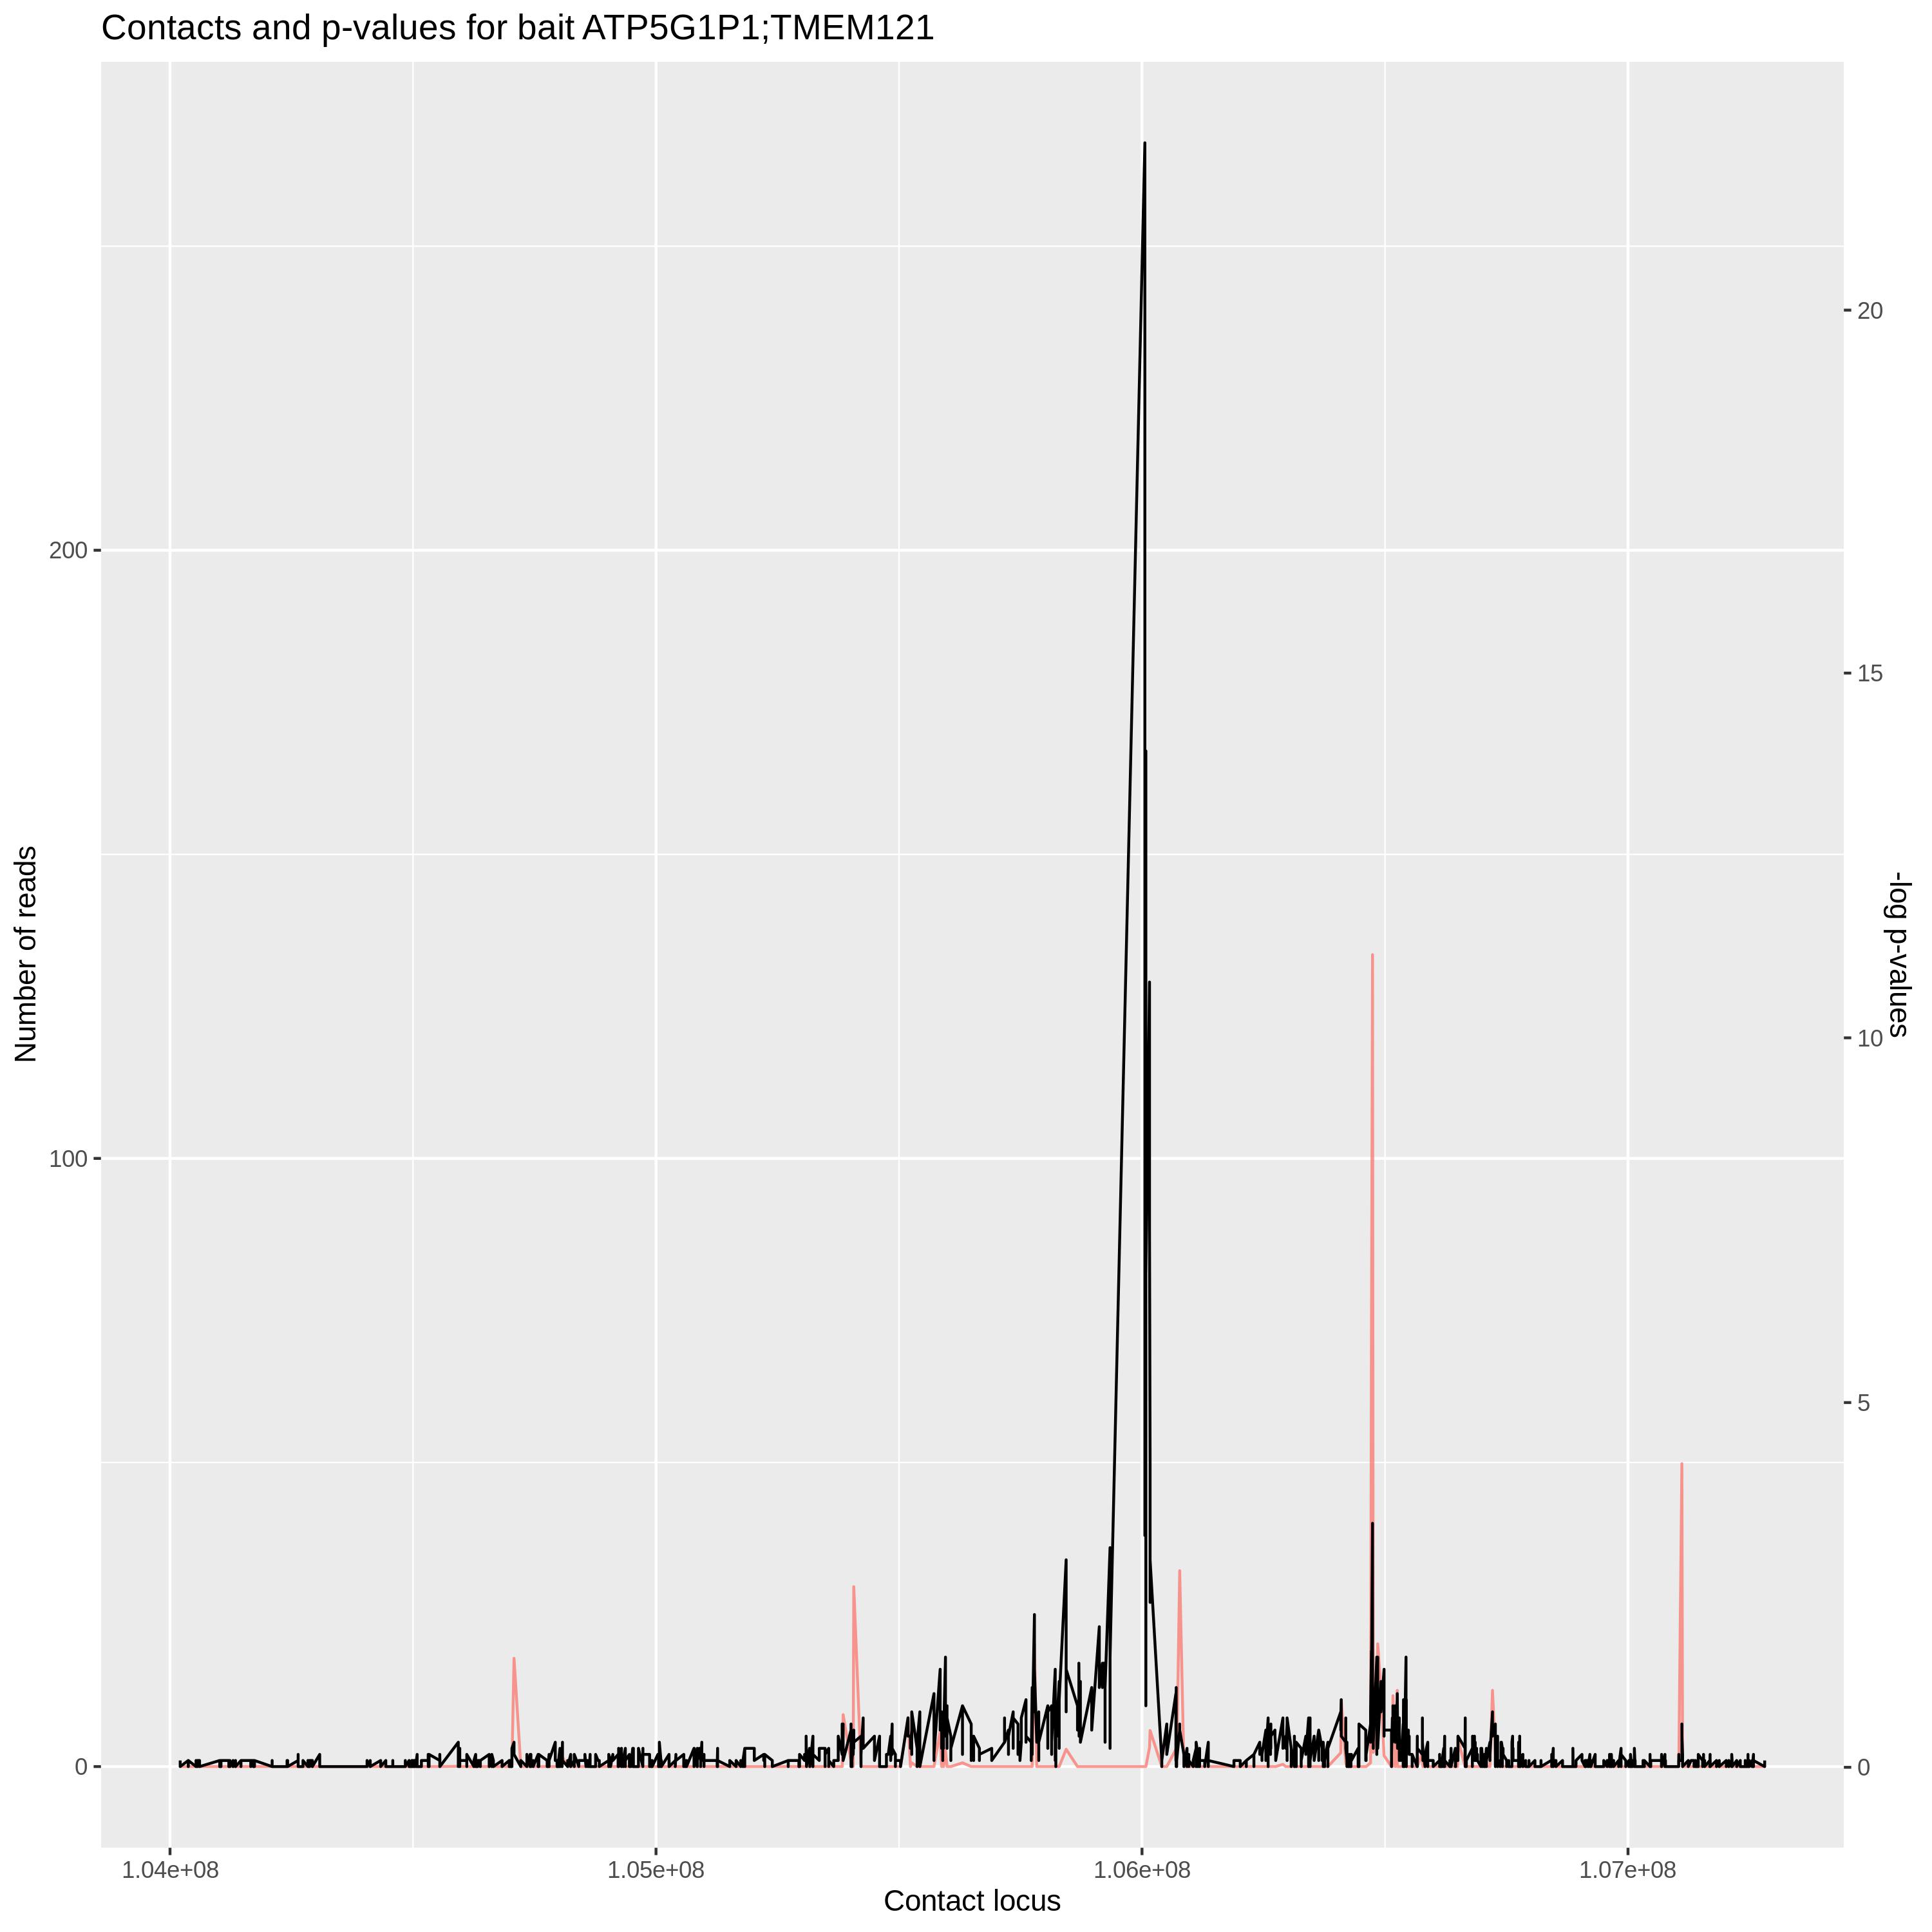 Contacts and p-values for bait ATP5G1P1;TMEM121
Number of reads
200
100
0
20
15
10
5
0
-log p-values
1.04e+08 1.05e+08 1.06e+08 1.07e+08
Contact locus